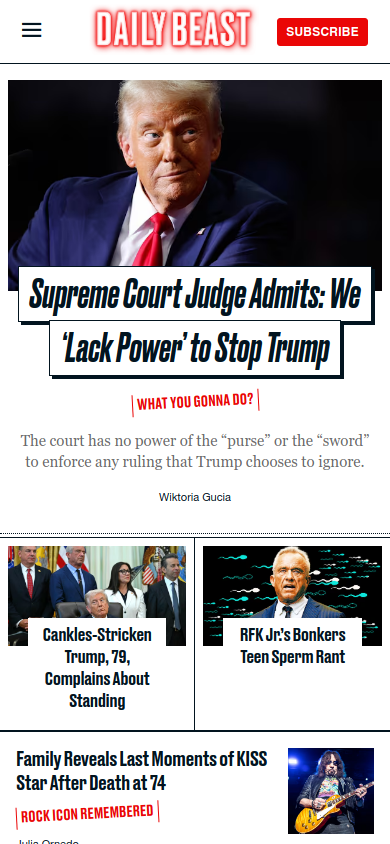 DAILY BEAST
SUBSCRIBE
Supreme Court Judge Admits: We
‘Lack Power’ to Stop Trump
WHAT YOU GONNA DO?
The court has no power of the “purse” or the “sword”
to enforce any ruling that Trump chooses to ignore.
Wiktoria Gucia
Cankles-Stricken
Trump, 79,
Complains About
Standing
RFK Jr.’s Bonkers
Teen Sperm Rant
Family Reveals Last Moments of KISS
Star After Death at 74
ROCK ICON REMEMBERED